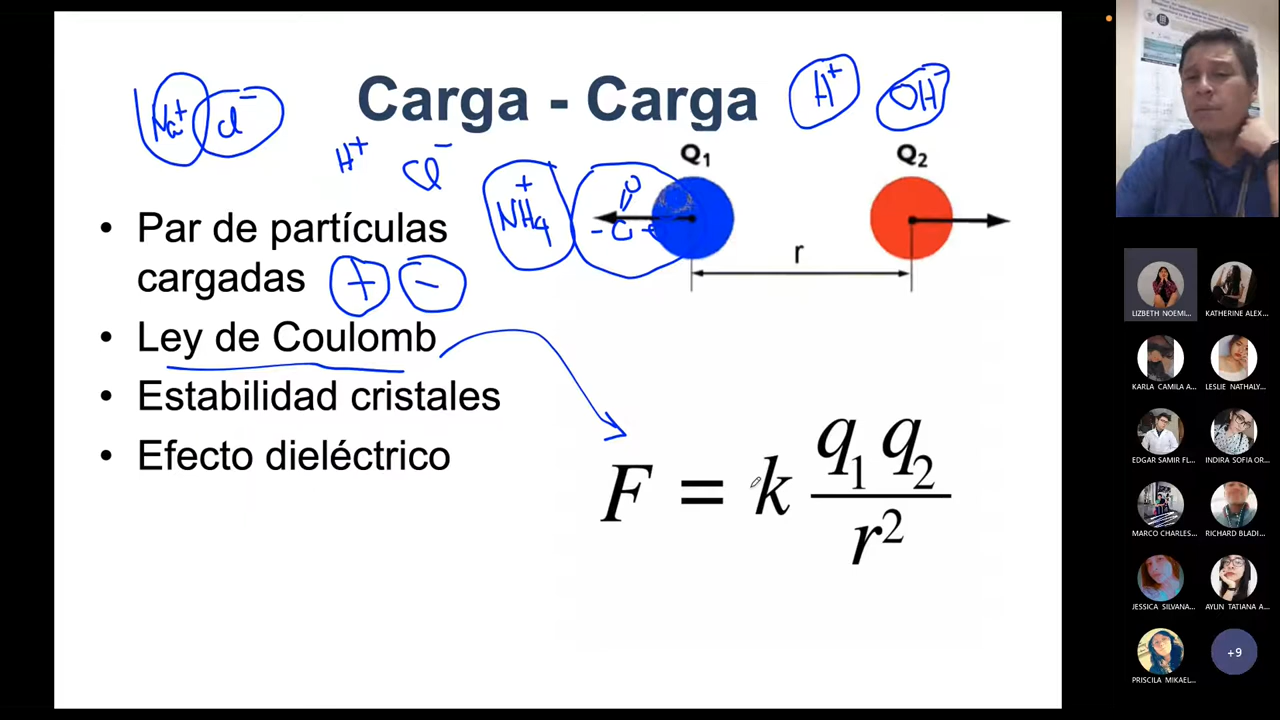 Carga - Carga
H+
OH-
Na+
Cl-
H+
Cl-
+
NH4
O
C
Q1
Q2
r
• Par de partículas
cargadas
+
-
• Ley de Coulomb
• Estabilidad cristales
• Efecto dieléctrico
F = k q1 q2
r2
LIZBETH NOEMI...
KATHERINE ALEX...
KARLA CAMILA A...
LESLIE NATHALY...
EDGAR SAMIR FL...
INDIRA SOFIA OR...
MARCO CHARLES...
RICHARD BLADI...
JESSICA SILVANA...
AYLIN TATIANA A...
PRISCILA MIKAEL...
+9